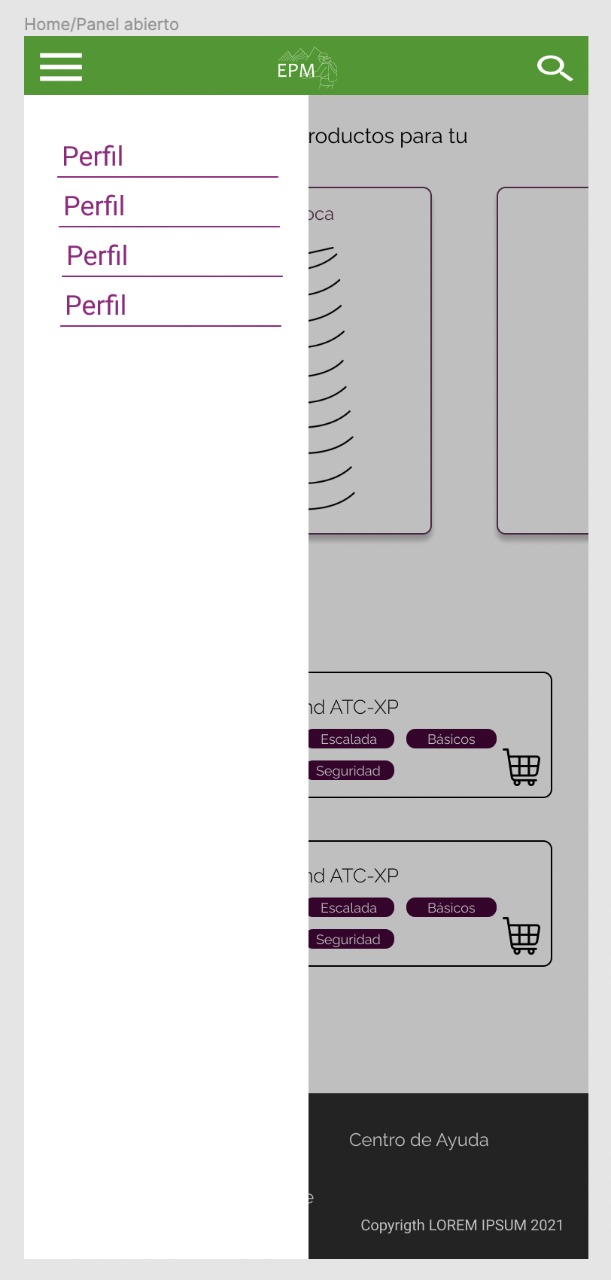 Home/Panel abierto
EPM
roductos para tu
Perfil
Perfil
Perfil
Perfil
oca
nd ATC-XP
Escalada Básicos
Seguridad
nd ATC-XP
Escalada Básicos
Seguridad
Centro de Ayuda
e
Copyrigth LOREM IPSUM 2021